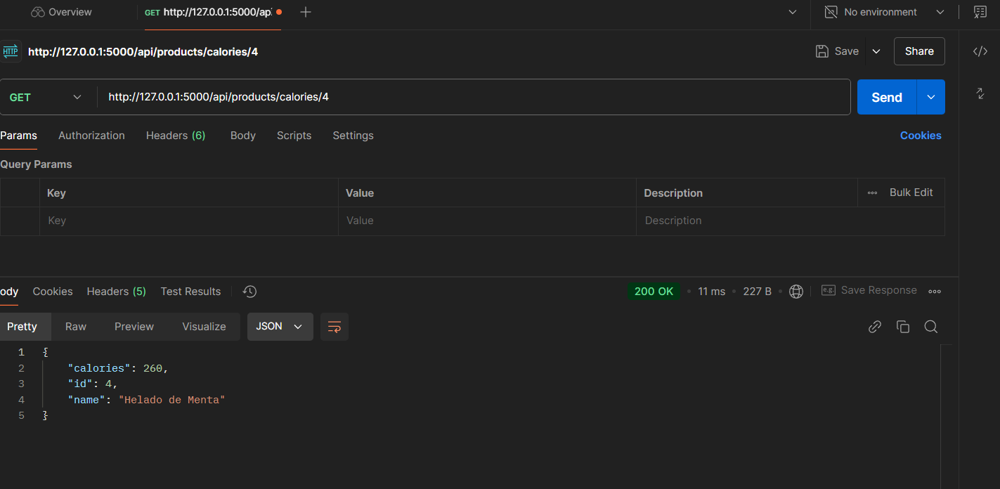 Overview
GET http://127.0.0.1:5000/api
No environment
HTTP http://127.0.0.1:5000/api/products/calories/4
Save
Share
GET
http://127.0.0.1:5000/api/products/calories/4
Send
Params Authorization Headers (6) Body Scripts Settings
Cookies
Query Params
Key Value Description Bulk Edit
Key Value Description
ody Cookies Headers (5) Test Results
200 OK • 11 ms • 227 B • e.g. Save Response
Pretty Raw Preview Visualize JSON
1 {
2 "calories": 260,
3 "id": 4,
4 "name": "Helado de Menta"
5 }